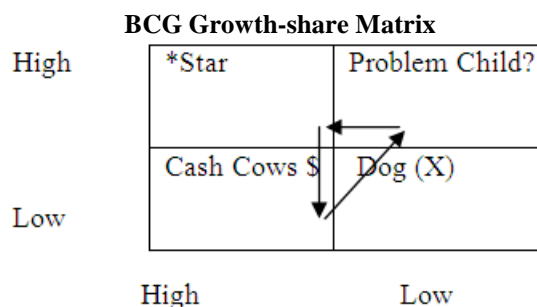 BCG Growth-share Matrix
High
*Star
Problem Child?
Cash Cows $
Dog (X)
Low
High
Low